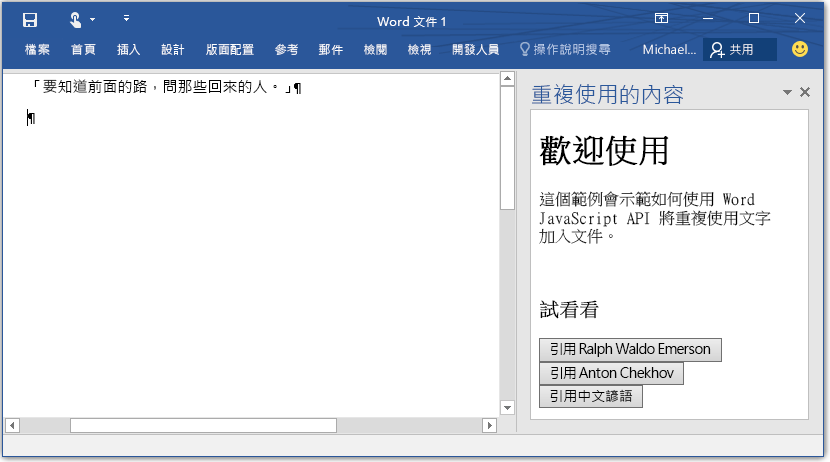 Word 文件 1
檔案 首頁 插入 設計 版面配置 參考 郵件 檢閱 檢視 開發人員 操作說明搜尋 Michael... 共用
「要知道前面的路，問那些回來的人。」¶
¶
重複使用的內容
歡迎使用
這個範例會示範如何使用 Word
JavaScript API 將重複使用文字
加入文件。
試看看
引用 Ralph Waldo Emerson
引用 Anton Chekhov
引用中文諺語